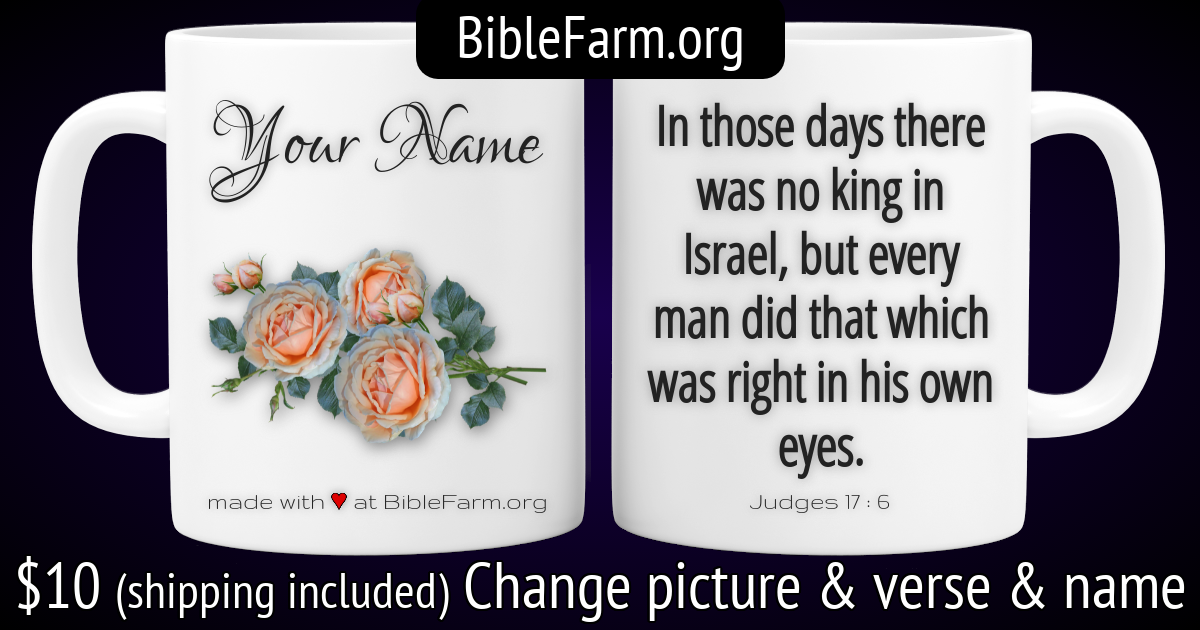 BibleFarm.org
Your Name
made with ♥ at BibleFarm.org
In those days there
was no king in
Israel, but every
man did that which
was right in his own
eyes.
Judges 17 : 6
$10 (shipping included) Change picture & verse & name